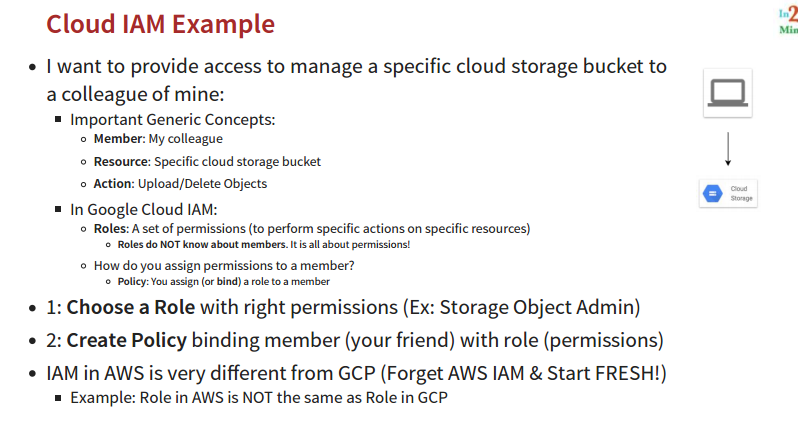 Cloud IAM Example
In2
Min
I want to provide access to manage a specific cloud storage bucket to
a colleague of mine:
Important Generic Concepts:
Member: My colleague
Resource: Specific cloud storage bucket
Action: Upload/Delete Objects
In Google Cloud IAM:
Roles: A set of permissions (to perform specific actions on specific resources)
Roles do NOT know about members. It is all about permissions!
How do you assign permissions to a member?
Policy: You assign (or bind) a role to a member
1: Choose a Role with right permissions (Ex: Storage Object Admin)
2: Create Policy binding member (your friend) with role (permissions)
IAM in AWS is very different from GCP (Forget AWS IAM & Start FRESH!)
Example: Role in AWS is NOT the same as Role in GCP
Cloud
Storage